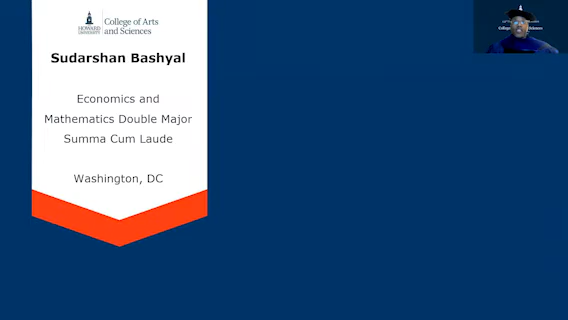 HOWARD
UNIVERSITY
College of Arts
and Sciences
Sudarshan Bashyal
Economics and
Mathematics Double Major
Summa Cum Laude
Washington, DC